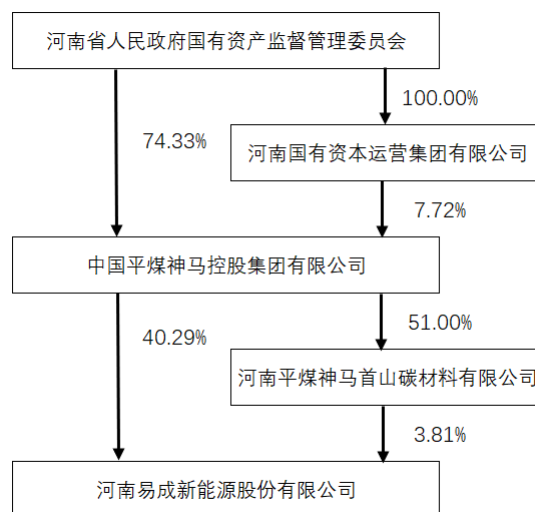 河南省人民政府国有资产监督管理委员会
100.00%
74.33%
河南国有资本运营集团有限公司
7.72%
中国平煤神马控股集团有限公司
51.00%
40.29%
河南平煤神马首山碳材料有限公司
3.81%
河南易成新能源股份有限公司